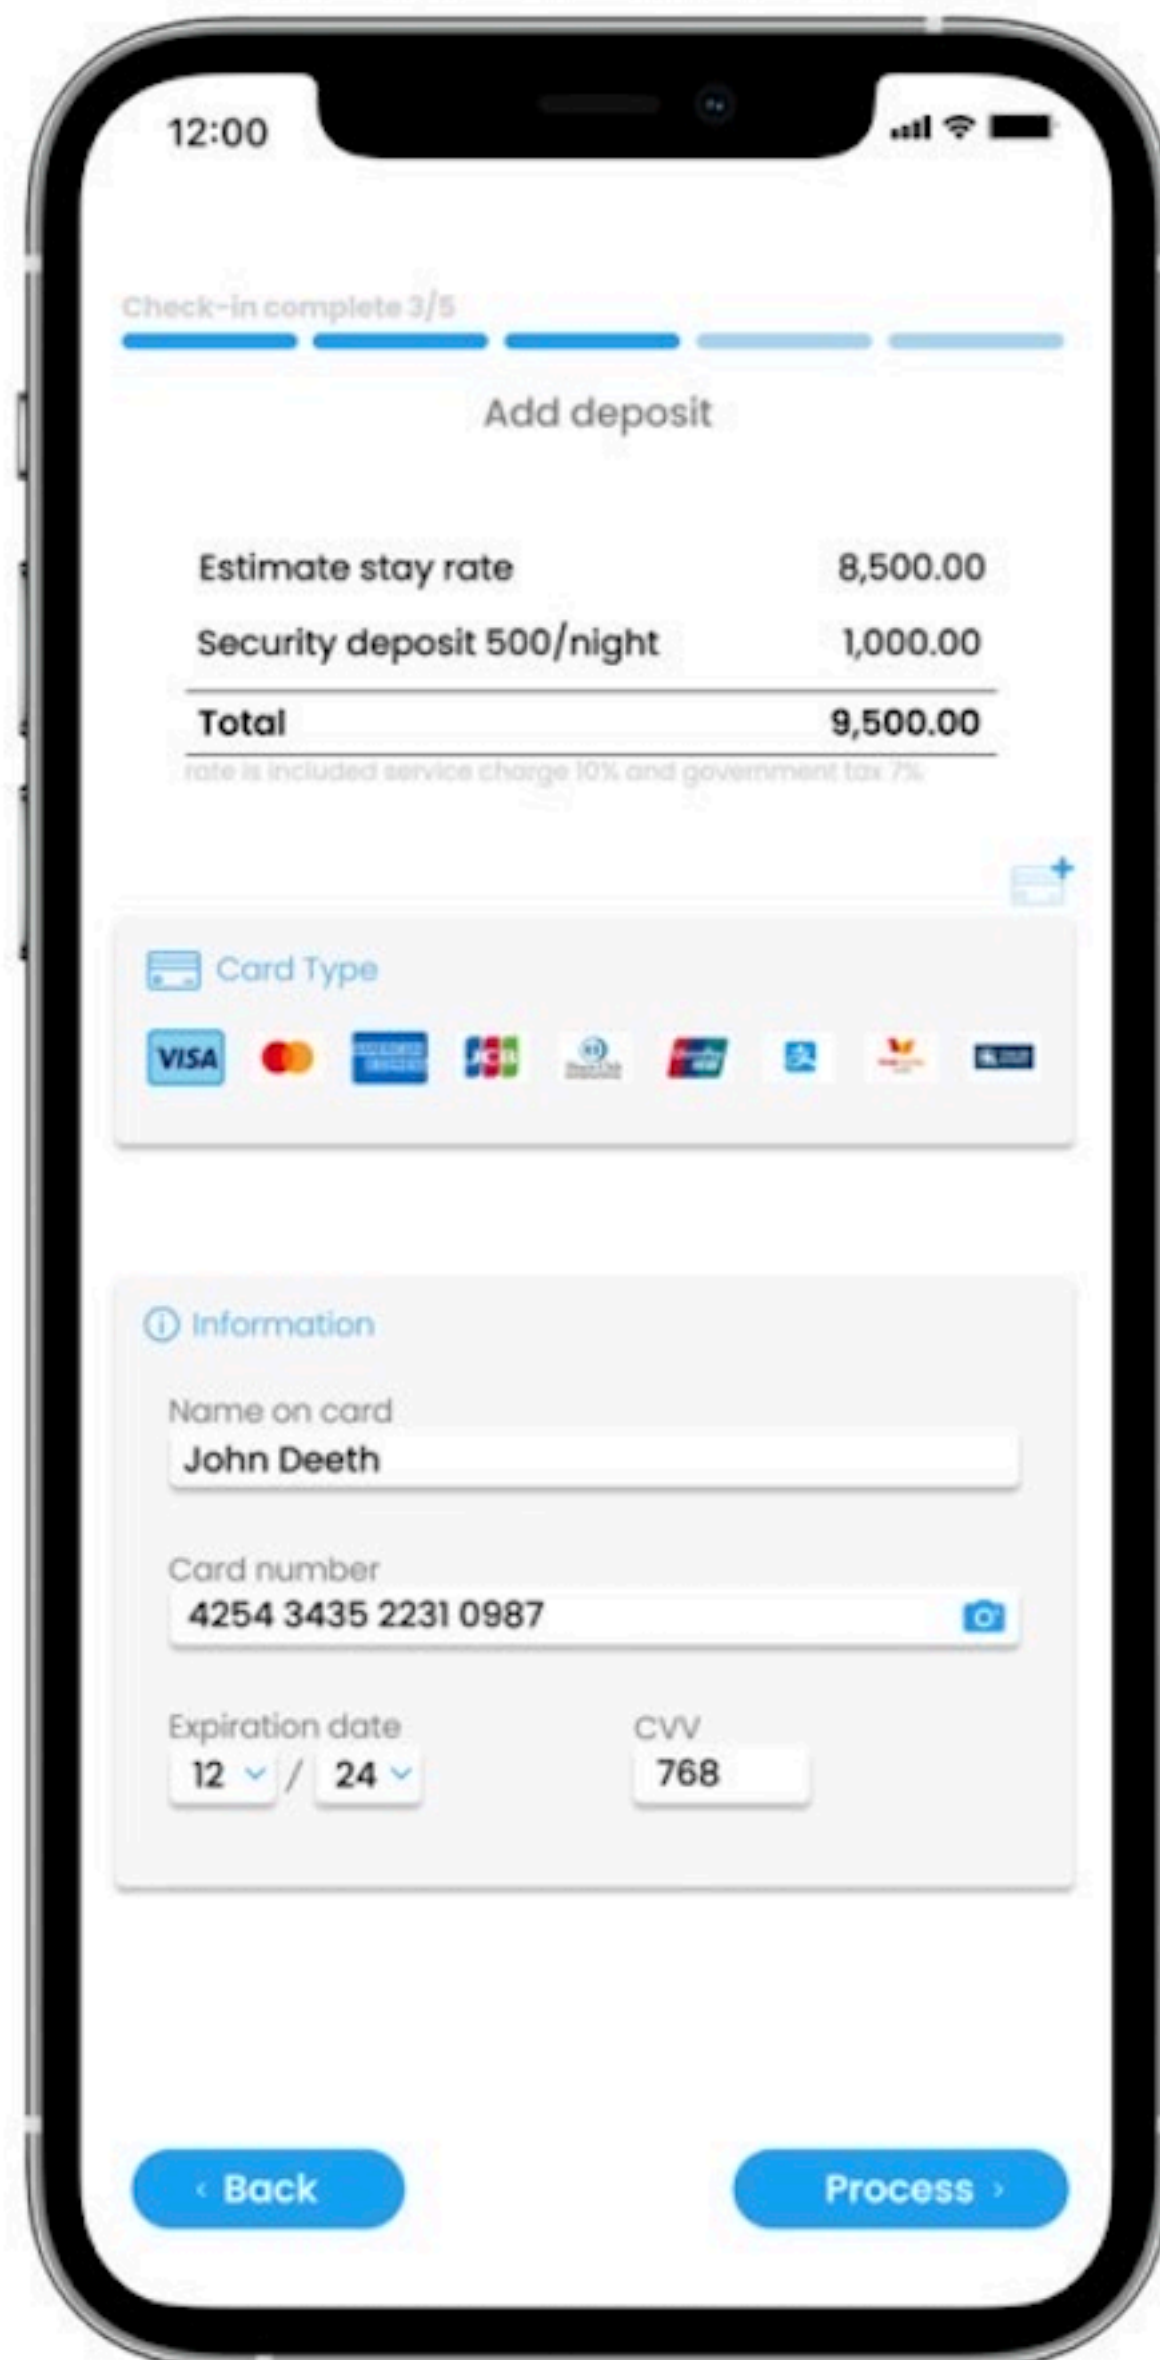 12:00
Check-in complete 3/5
Add deposit
Estimate stay rate 8,500.00
Security deposit 500/night 1,000.00
Total 9,500.00
rate is included service charge 10% and government tax 7%
Card Type
VISA JCB
Information
Name on card
John Deeth
Card number
4254 3435 2231 0987
Expiration date CVV
12 / 24 768
‹ Back Process ›